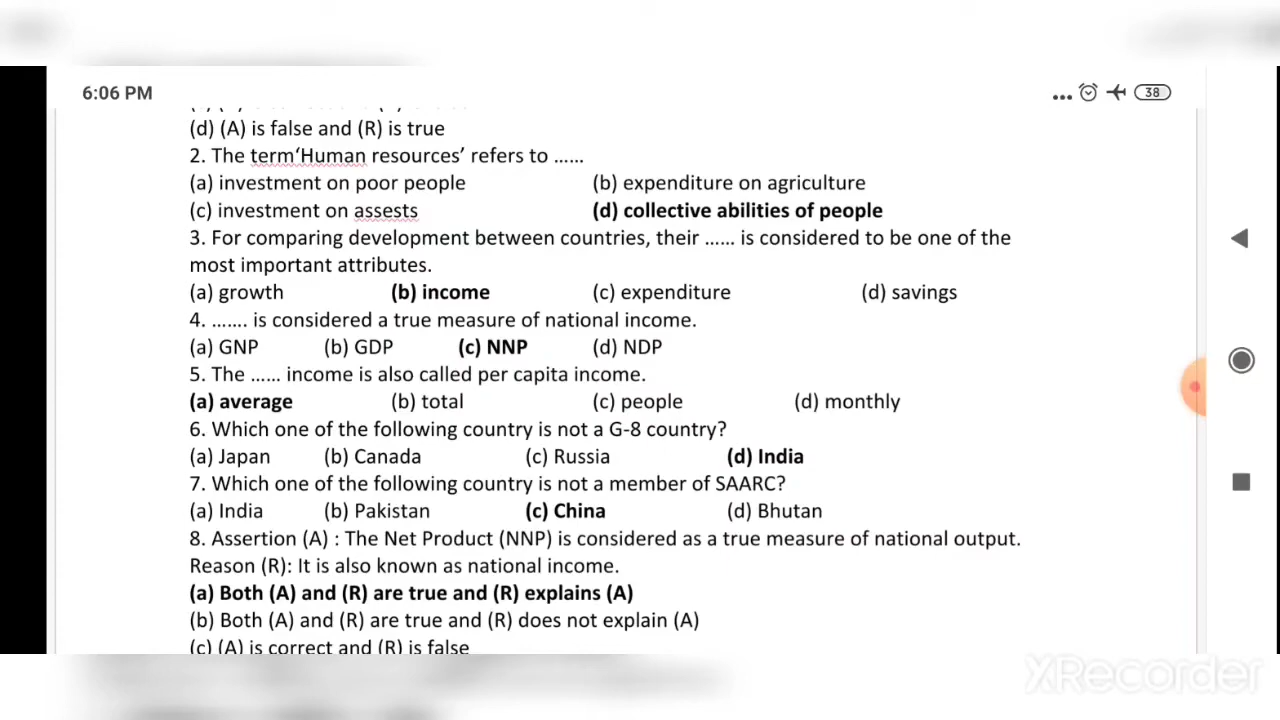 6:06 PM
38
(d) (A) is false and (R) is true
2. The term‘Human resources’ refers to ......
(a) investment on poor people (b) expenditure on agriculture
(c) investment on assests (d) collective abilities of people
3. For comparing development between countries, their ...... is considered to be one of the
most important attributes.
(a) growth (b) income (c) expenditure (d) savings
4. ....... is considered a true measure of national income.
(a) GNP (b) GDP (c) NNP (d) NDP
5. The ...... income is also called per capita income.
(a) average (b) total (c) people (d) monthly
6. Which one of the following country is not a G-8 country?
(a) Japan (b) Canada (c) Russia (d) India
7. Which one of the following country is not a member of SAARC?
(a) India (b) Pakistan (c) China (d) Bhutan
8. Assertion (A) : The Net Product (NNP) is considered as a true measure of national output.
Reason (R): It is also known as national income.
(a) Both (A) and (R) are true and (R) explains (A)
(b) Both (A) and (R) are true and (R) does not explain (A)
(c) (A) is correct and (R) is false
XRecorder